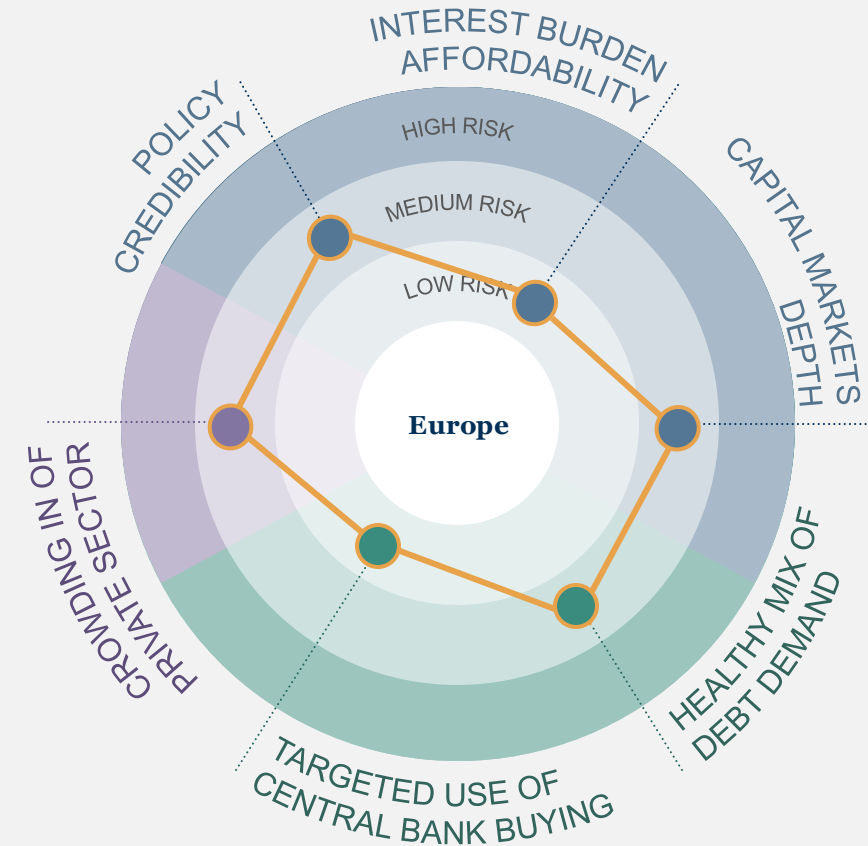 INTEREST BURDEN
AFFORDABILITY
POLICY
CREDIBILITY
HIGH RISK
MEDIUM RISK
LOW RISK
CAPITAL MARKETS
DEPTH
Europe
CROWDING IN OF
PRIVATE SECTOR
HEALTHY MIX OF
DEBT DEMAND
TARGETED USE OF
CENTRAL BANK BUYING